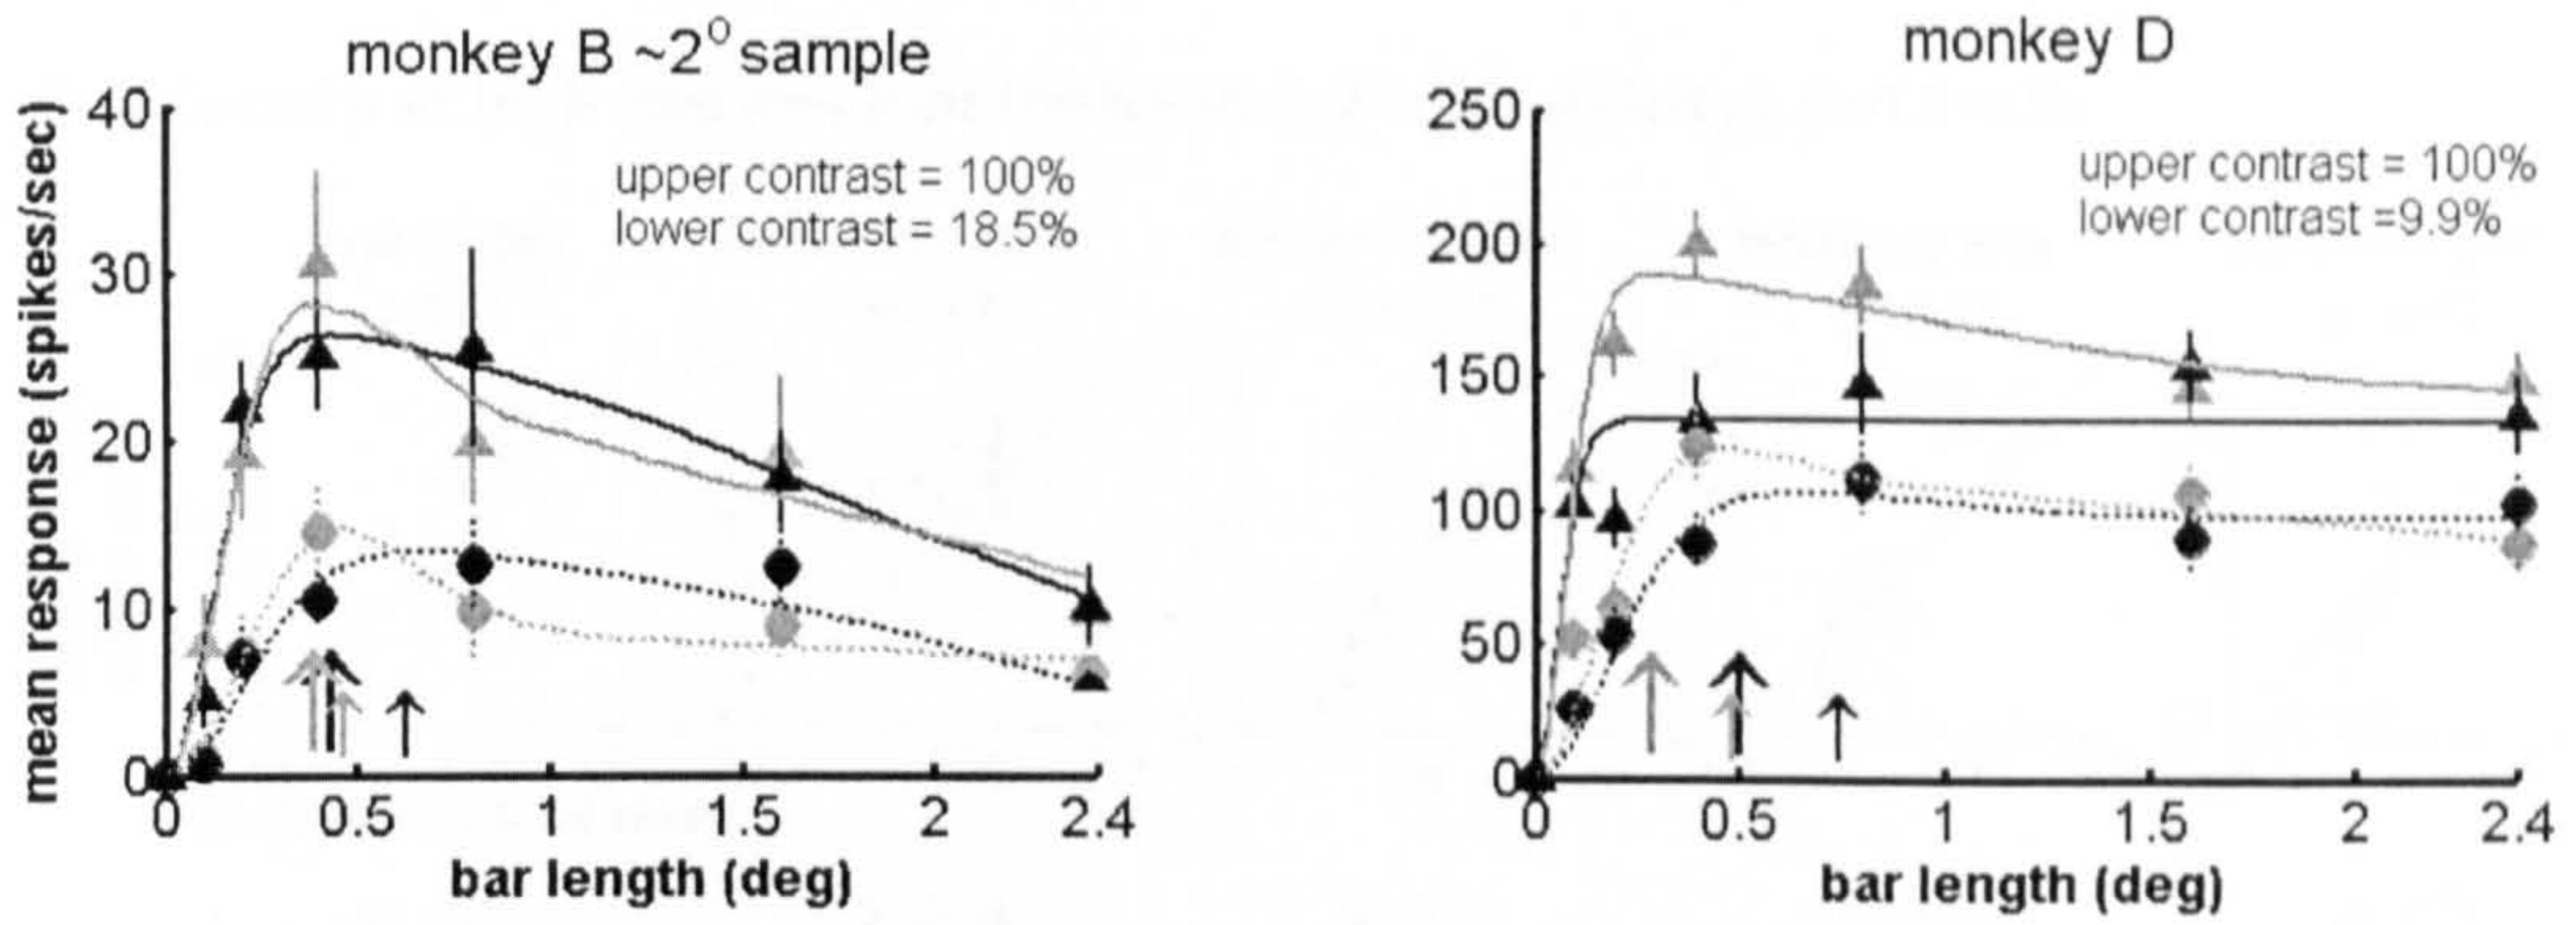 monkey B ~2° sample
monkey D
mean response (spikes/sec)
40
30
20
10
0
upper contrast = 100%
lower contrast = 18.5%
0 0.5 1 1.5 2 2.4
bar length (deg)
250
200
150
100
50
0
upper contrast = 100%
lower contrast =9.9%
0 0.5 1 1.5 2 2.4
bar length (deg)